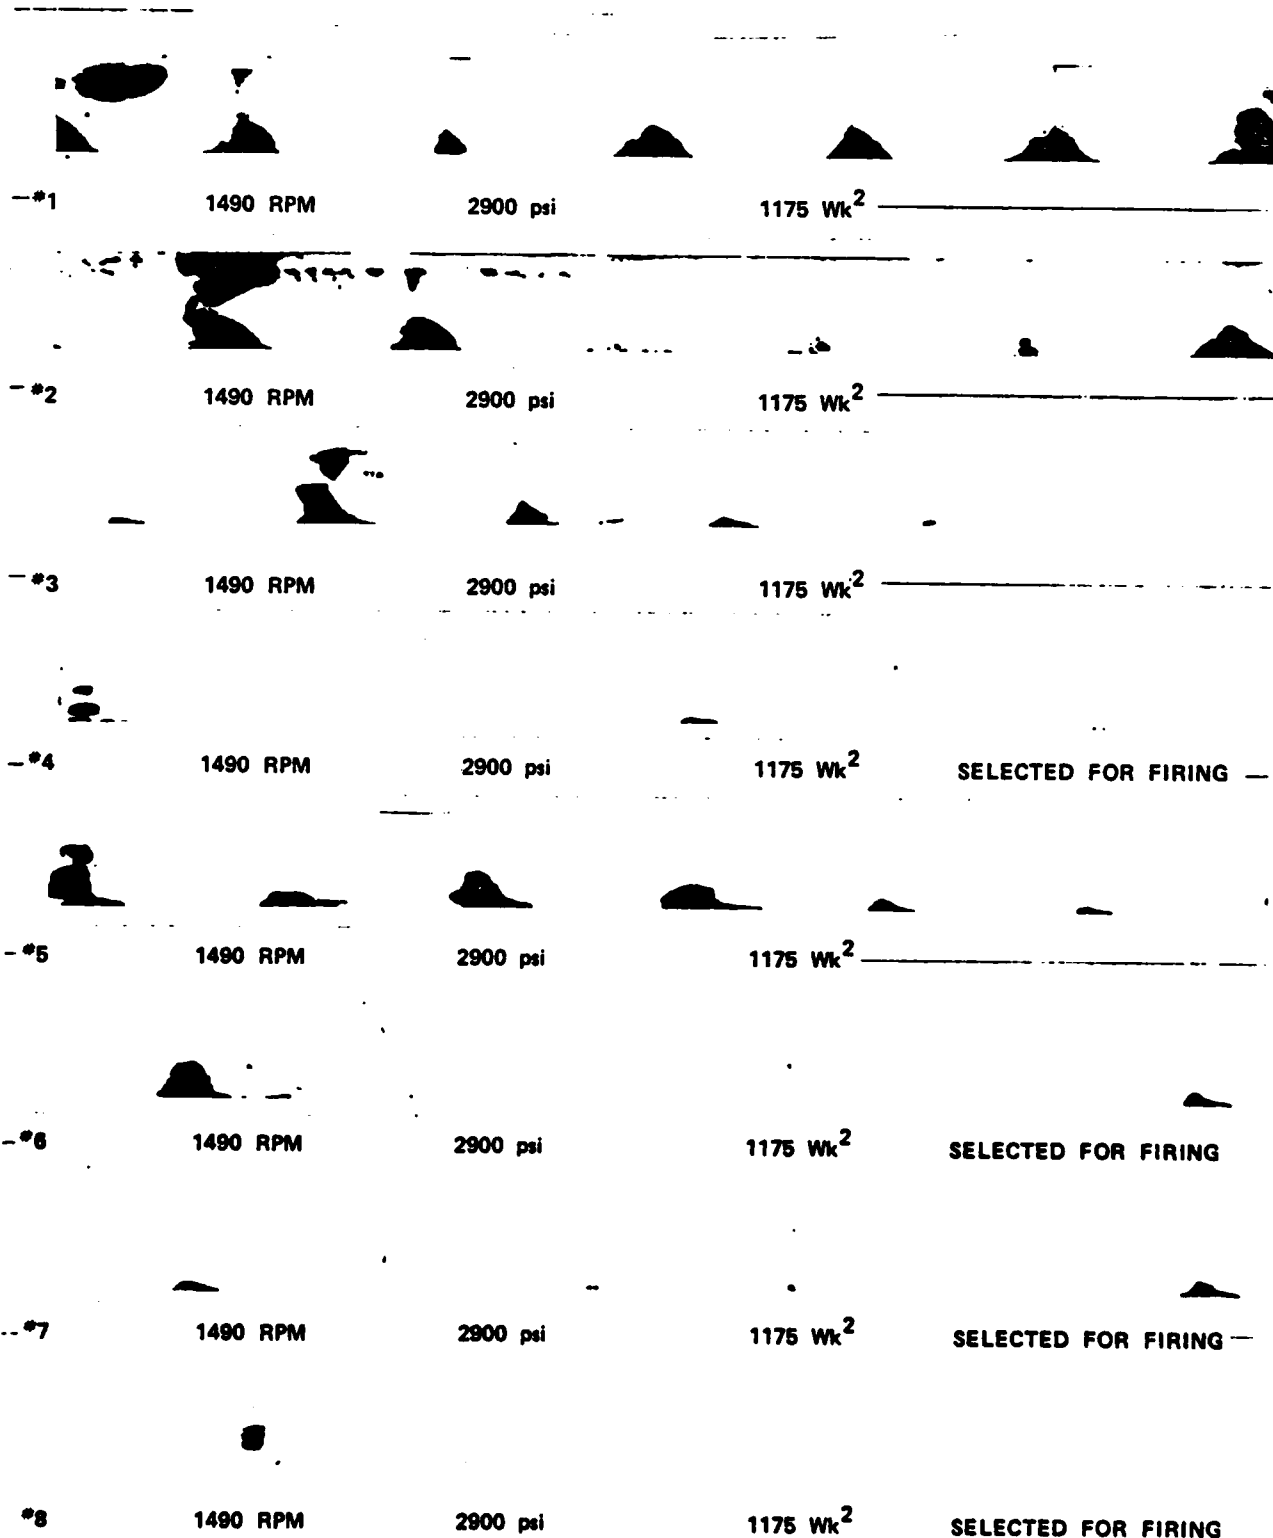 #1 1490 RPM 2900 psi 1175 Wk²
#2 1490 RPM 2900 psi 1175 Wk²
#3 1490 RPM 2900 psi 1175 Wk²
#4 1490 RPM 2900 psi 1175 Wk² SELECTED FOR FIRING
#5 1490 RPM 2900 psi 1175 Wk²
#6 1490 RPM 2900 psi 1175 Wk² SELECTED FOR FIRING
#7 1490 RPM 2900 psi 1175 Wk² SELECTED FOR FIRING
#8 1490 RPM 2900 psi 1175 Wk² SELECTED FOR FIRING